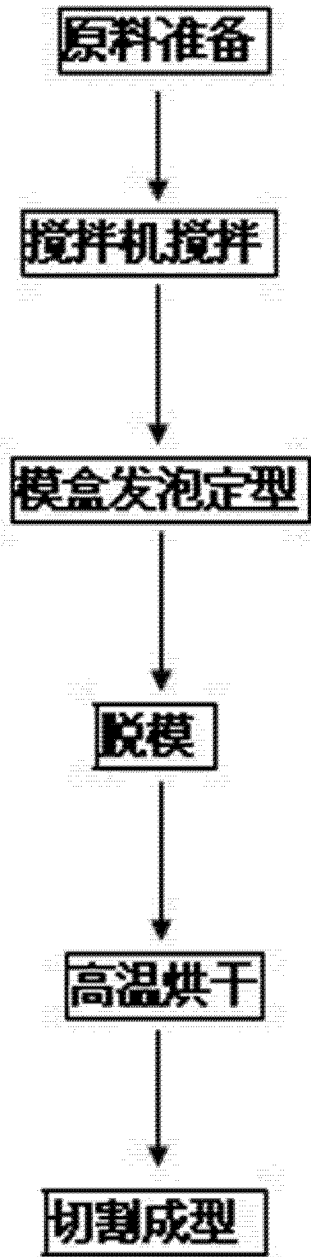 原料准备
搅拌机搅拌
模盒发泡定型
脱模
高温烘干
切割成型